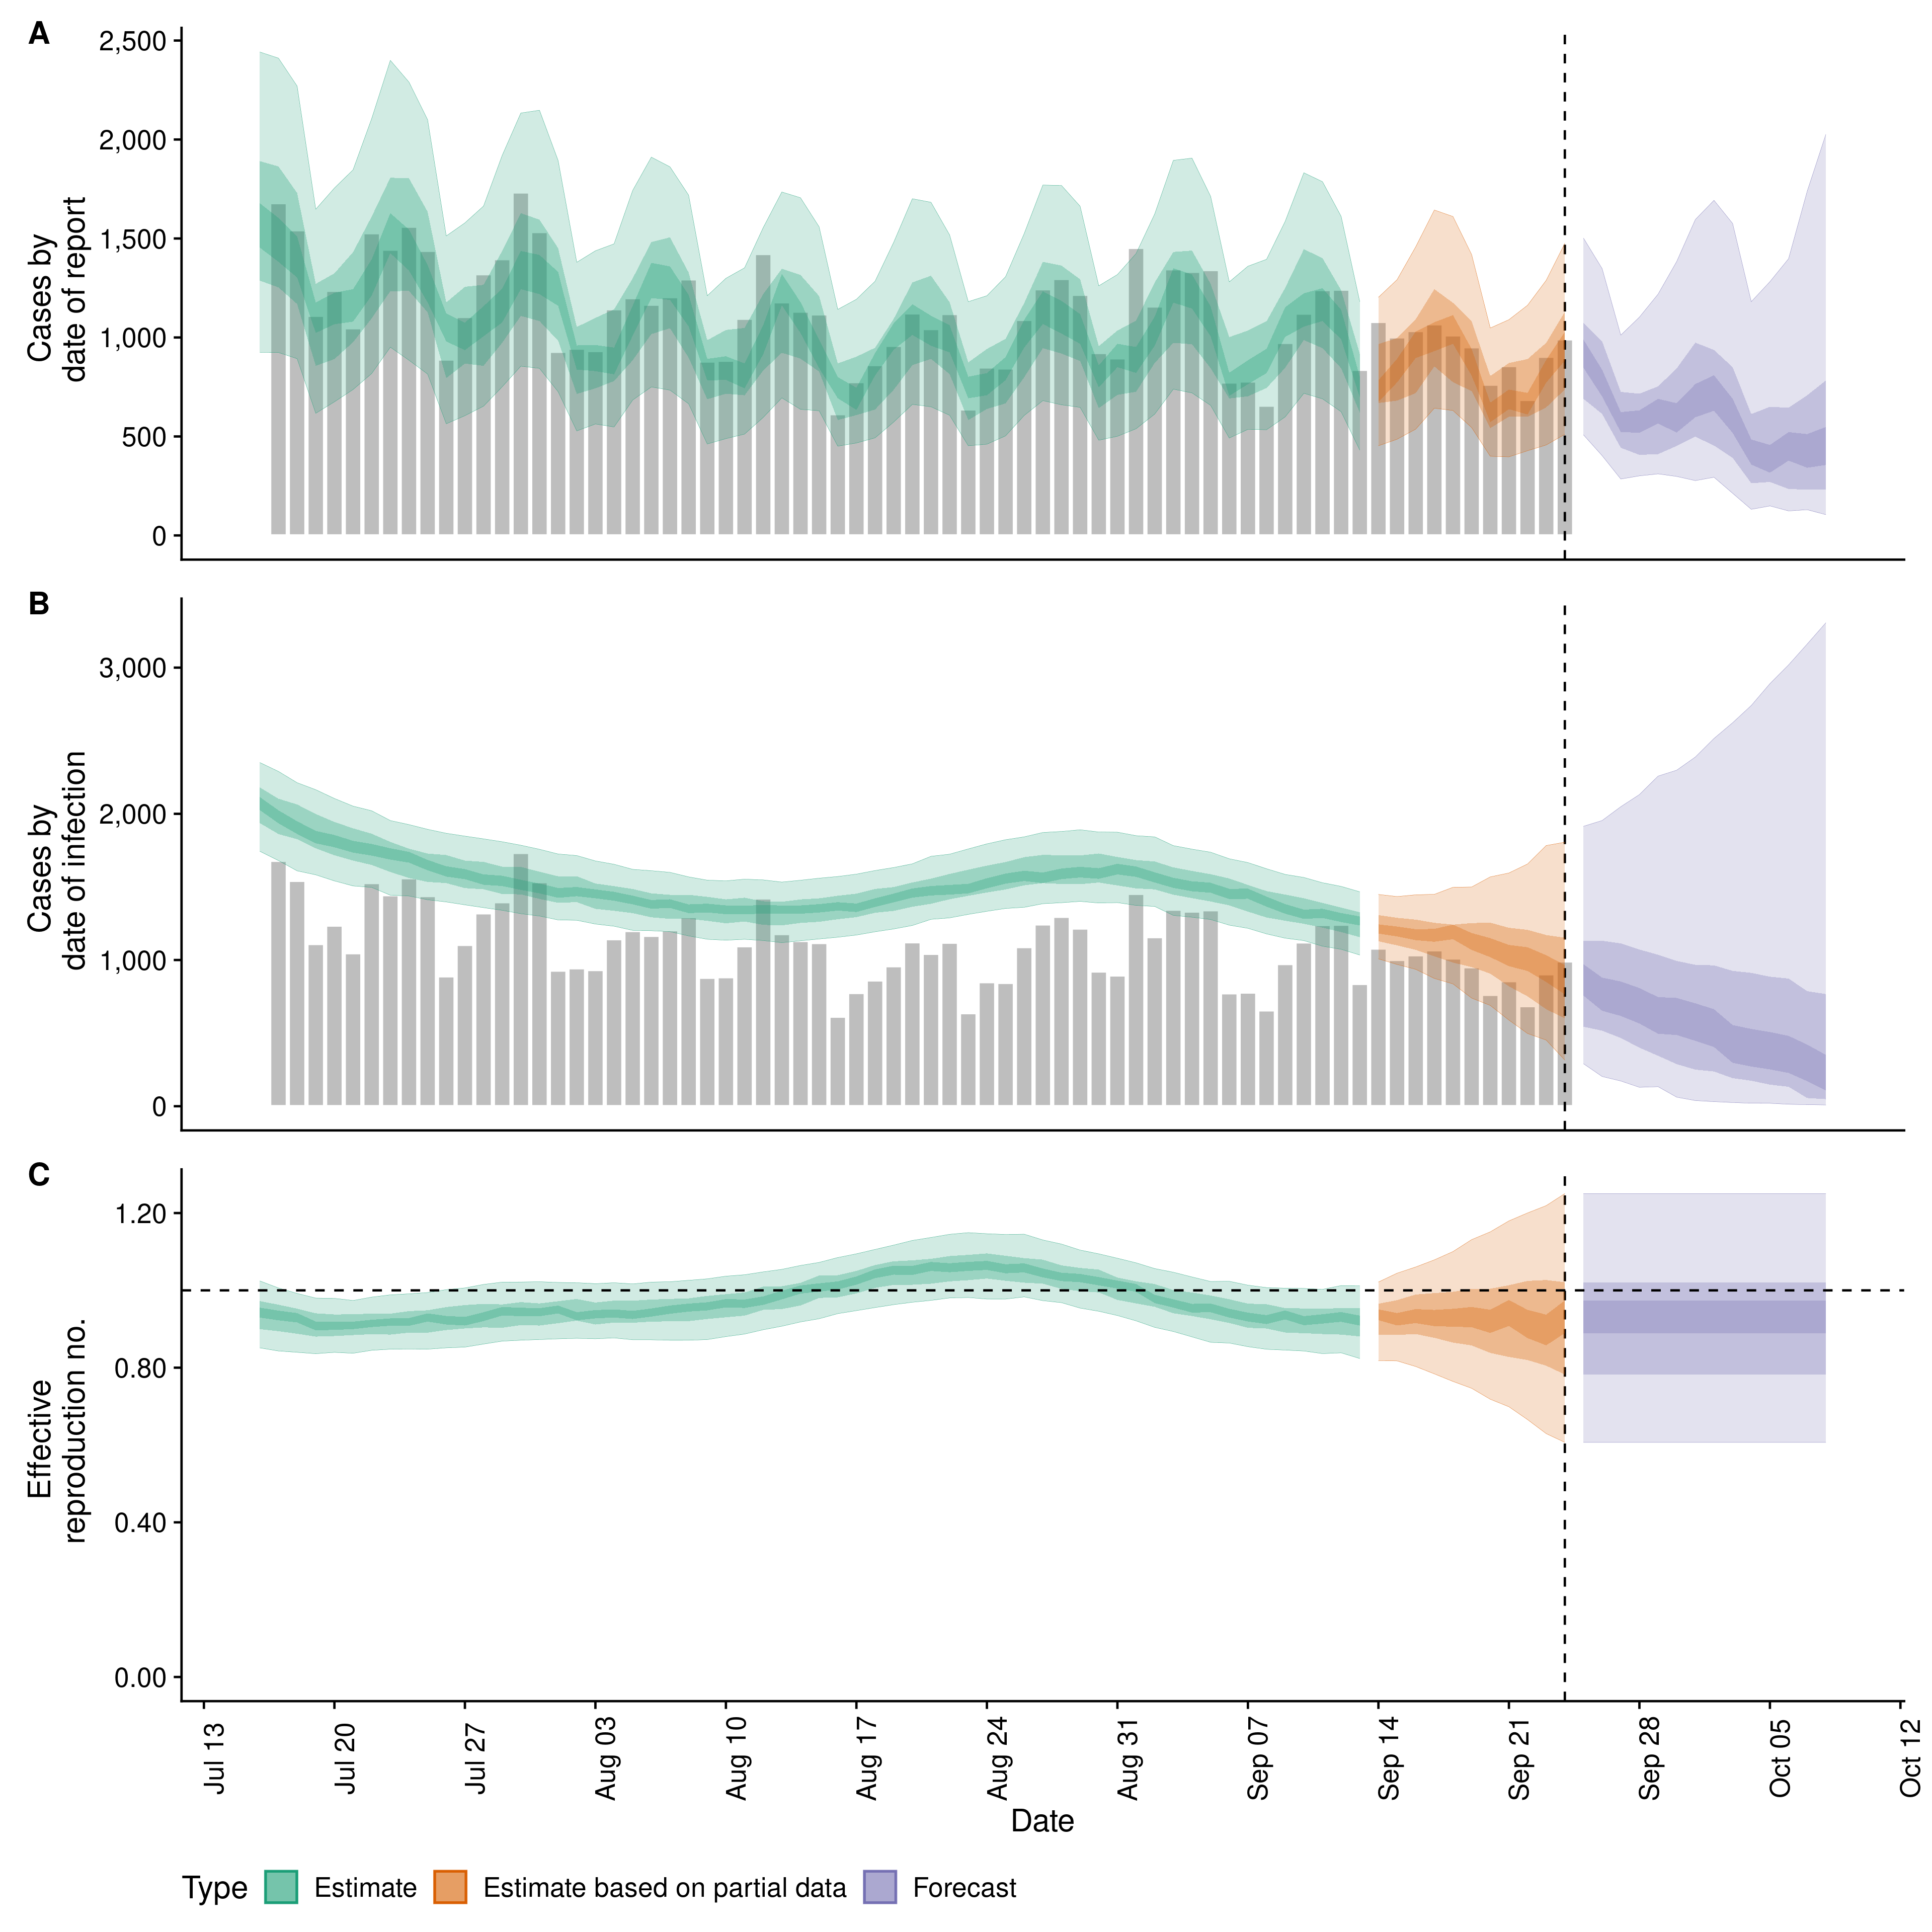 A
2,500
2,000
1,500
1,000
500
0
Cases by
date of report
B
3,000
2,000
1,000
0
Cases by
date of infection
C
1.20
0.80
0.40
0.00
Effective
reproduction no.
Jul 13
Jul 20
Jul 27
Aug 03
Aug 10
Aug 17
Aug 24
Aug 31
Sep 07
Sep 14
Sep 21
Sep 28
Oct 05
Oct 12
Date
Type Estimate Estimate based on partial data Forecast